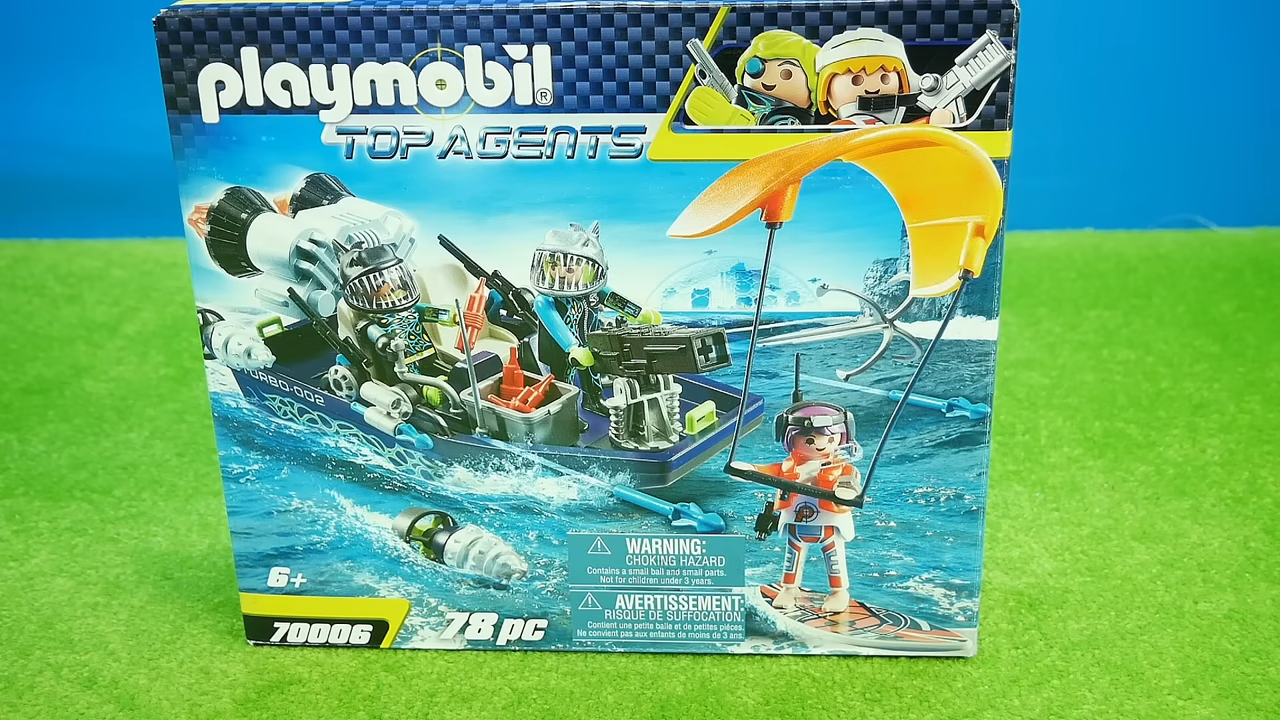 playmobil®
TOP AGENTS
TURBO-002
WARNING:
CHOKING HAZARD
Contains a small ball and small parts.
Not for children under 3 years.
AVERTISSEMENT:
RISQUE DE SUFFOCATION
Contient une petite balle et de petites pièces.
Ne convient pas aux enfants de moins de 3 ans.
6+
70006
78 pc